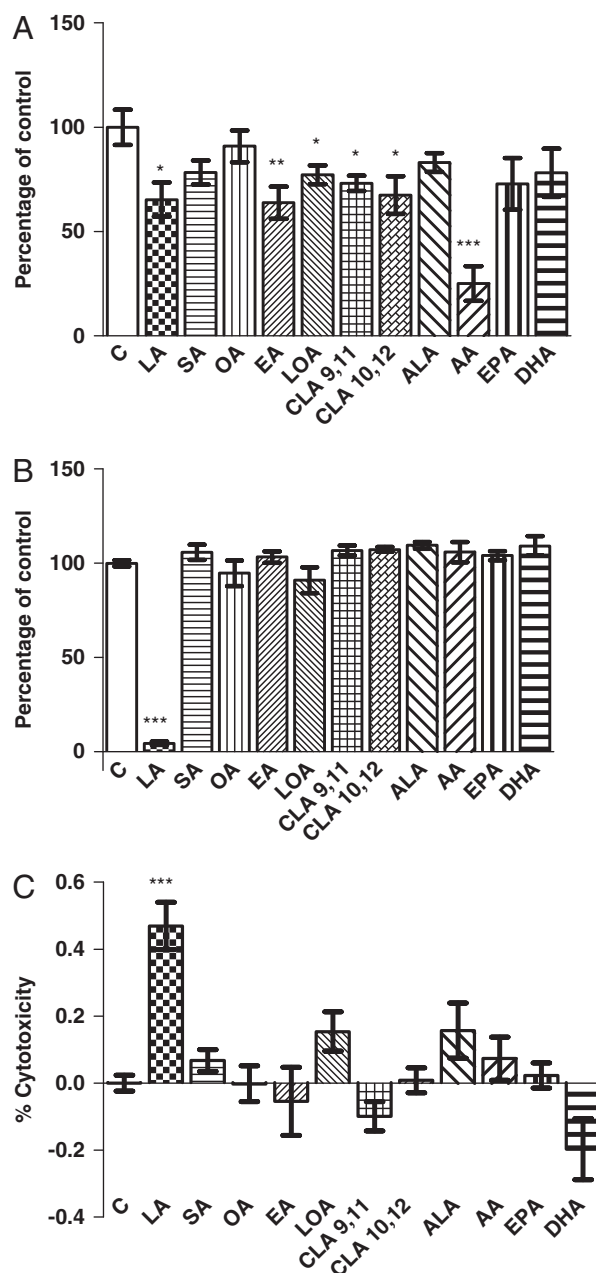 A
150
100
50
0
Percentage of control
*
**
*
*
*
***
C LA SA OA EA LOA CLA 9,11 CLA 10,12 ALA AA EPA DHA
B
150
100
50
0
Percentage of control
***
C LA SA OA EA LOA CLA 9,11 CLA 10,12 ALA AA EPA DHA
C
0.6
0.4
0.2
0.0
-0.2
-0.4
% Cytotoxicity
***
C LA SA OA EA LOA CLA 9,11 CLA 10,12 ALA AA EPA DHA